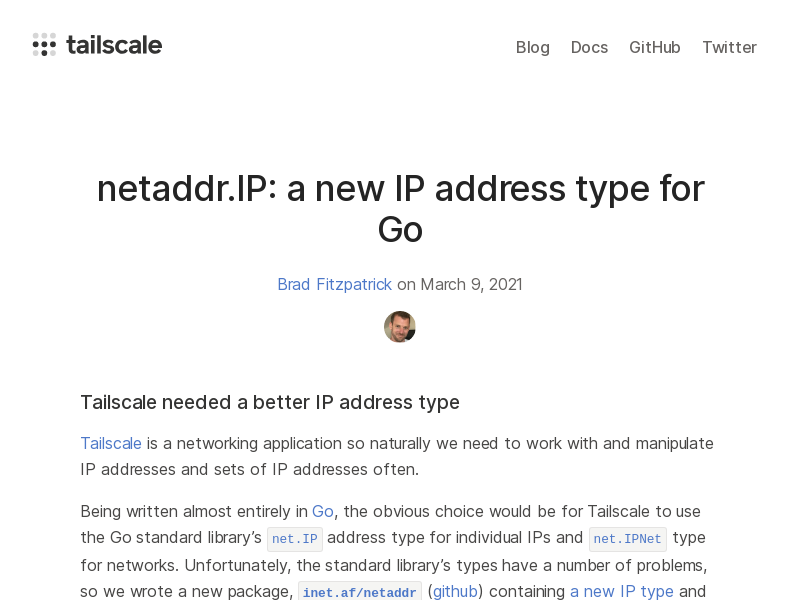 tailscale
Blog Docs GitHub Twitter
netaddr.IP: a new IP address type for
Go
Brad Fitzpatrick on March 9, 2021
Tailscale needed a better IP address type
Tailscale is a networking application so naturally we need to work with and manipulate
IP addresses and sets of IP addresses often.
Being written almost entirely in Go, the obvious choice would be for Tailscale to use
the Go standard library’s net.IP address type for individual IPs and net.IPNet type
for networks. Unfortunately, the standard library’s types have a number of problems,
so we wrote a new package, inet.af/netaddr (github) containing a new IP type and